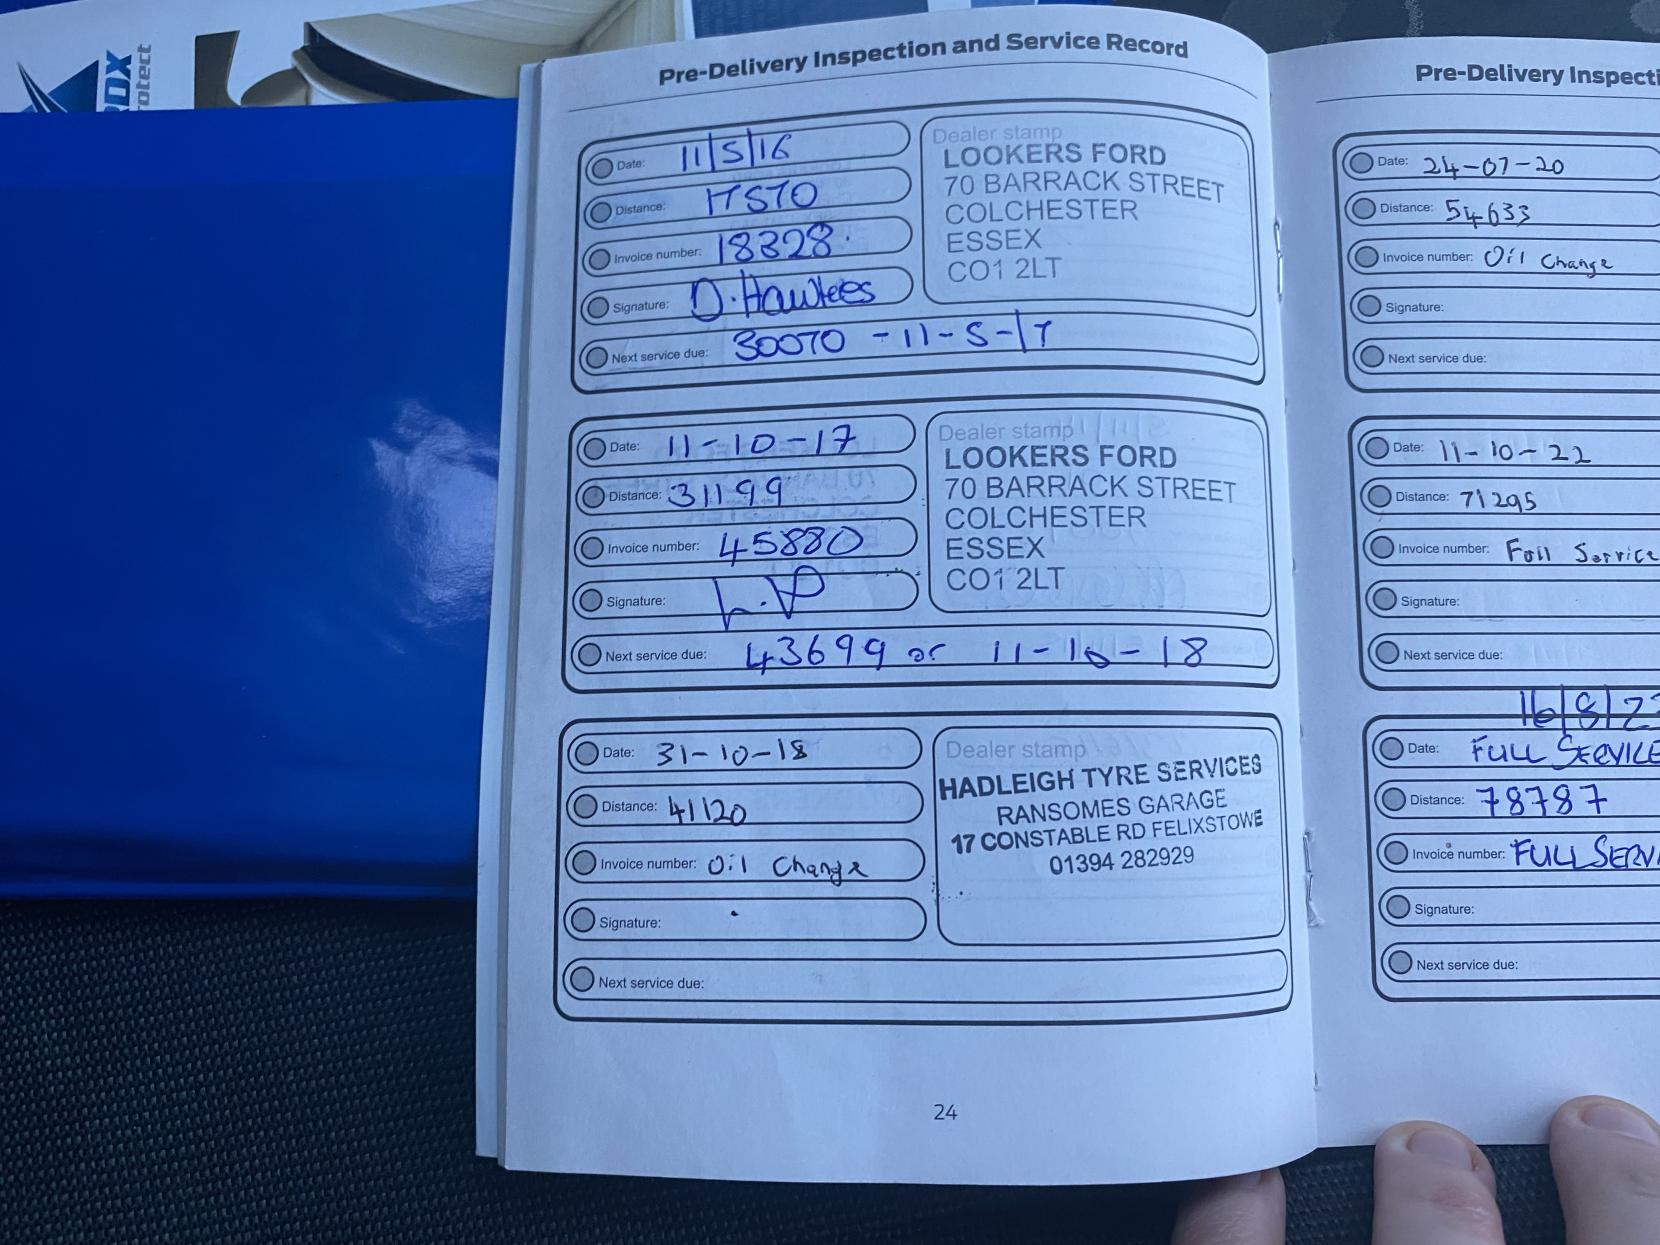 Pre-Delivery Inspection and Service Record
Date: 11/5/16
Distance: 17570
Invoice number: 18328
Signature: D. Hawkes
Next service due: 30070 - 11-5-17
Dealer stamp
LOOKERS FORD
70 BARRACK STREET
COLCHESTER
ESSEX
CO1 2LT
Date: 11-10-17
Distance: 31199
Invoice number: 45880
Signature:
Next service due: 43699 or 11-10-18
Dealer stamp
LOOKERS FORD
70 BARRACK STREET
COLCHESTER
ESSEX
CO1 2LT
Date: 31-10-18
Distance: 41120
Invoice number: Oil Change
Signature:
Next service due:
Dealer stamp
HADLEIGH TYRE SERVICES
RANSOMES GARAGE
17 CONSTABLE RD FELIXSTOWE
01394 282929
24
Pre-Delivery Inspecti
Date: 24-07-20
Distance: 54633
Invoice number: Oil Change
Signature:
Next service due:
Date: 11-10-22
Distance: 71295
Invoice number: Foll Service
Signature:
Next service due:
16/8/2
Date: FULL SERVICE
Distance: 78787
Invoice number: FULL SERV
Signature:
Next service due: